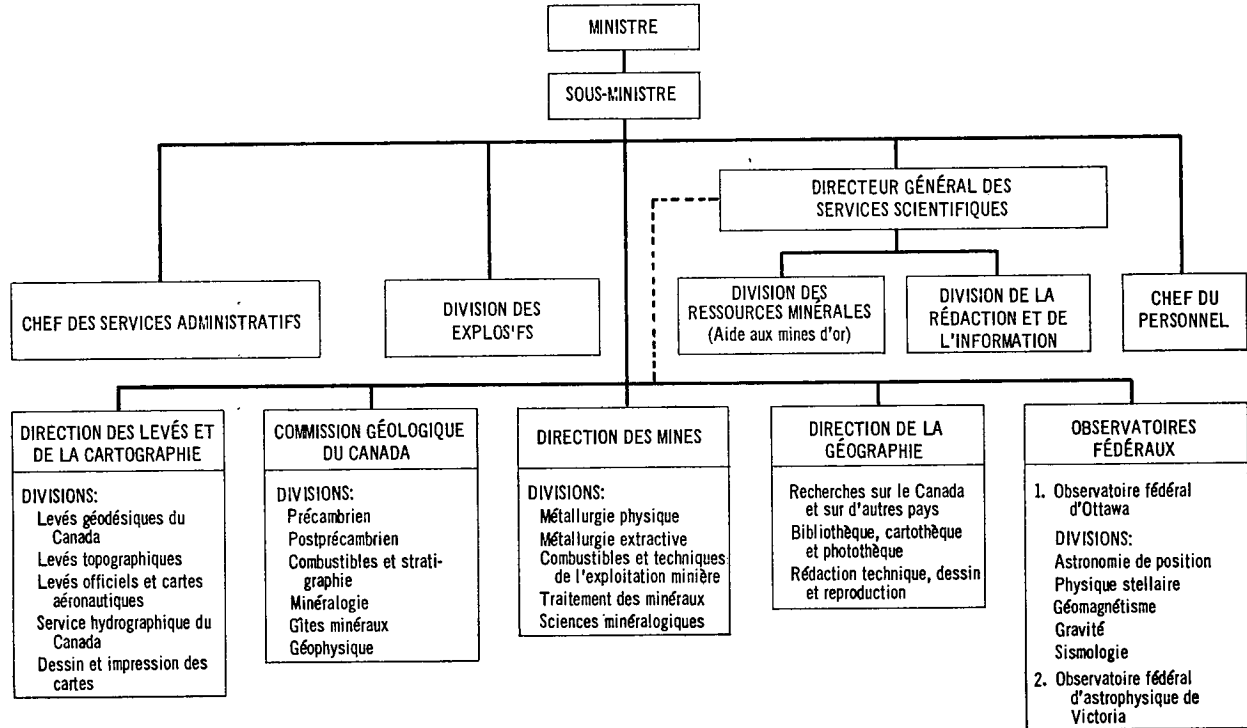 MINISTRE
SOUS-MINISTRE
DIRECTEUR GÉNÉRAL DES
SERVICES SCIENTIFIQUES
CHEF DES SERVICES ADMINISTRATIFS
DIVISION DES
EXPLOS'FS
DIVISION DES
RESSOURCES MINÉRALES
(Aide aux mines d'or)
DIVISION DE LA
RÉDACTION ET DE
L'INFORMATION
CHEF DU
PERSONNEL
DIRECTION DES LEVÉS ET
DE LA CARTOGRAPHIE
DIVISIONS:
Levés géodésiques du
Canada
Levés topographiques
Levés officiels et cartes
aéronautiques
Service hydrographique du
Canada
Dessin et impression des
cartes
COMMISSION GÉOLOGIQUE
DU CANADA
DIVISIONS:
Précambrien
Postprécambrien
Combustibles et strati-
graphie
Minéralogie
Gîtes minéraux
Géophysique
DIRECTION DES MINES
DIVISIONS:
Métallurgie physique
Métallurgie extractive
Combustibles et techniques
de l'exploitation minière
Traitement des minéraux
Sciences minéralogiques
DIRECTION DE LA
GÉOGRAPHIE
Recherches sur le Canada
et sur d'autres pays
Bibliothèque, cartothèque
et photothèque
Rédaction technique, dessin
et reproduction
OBSERVATOIRES
FÉDÉRAUX
1. Observatoire fédéral
d'Ottawa
DIVISIONS:
Astronomie de position
Physique stellaire
Géomagnétisme
Gravité
Sismologie
2. Observatoire fédéral
d'astrophysique de
Victoria